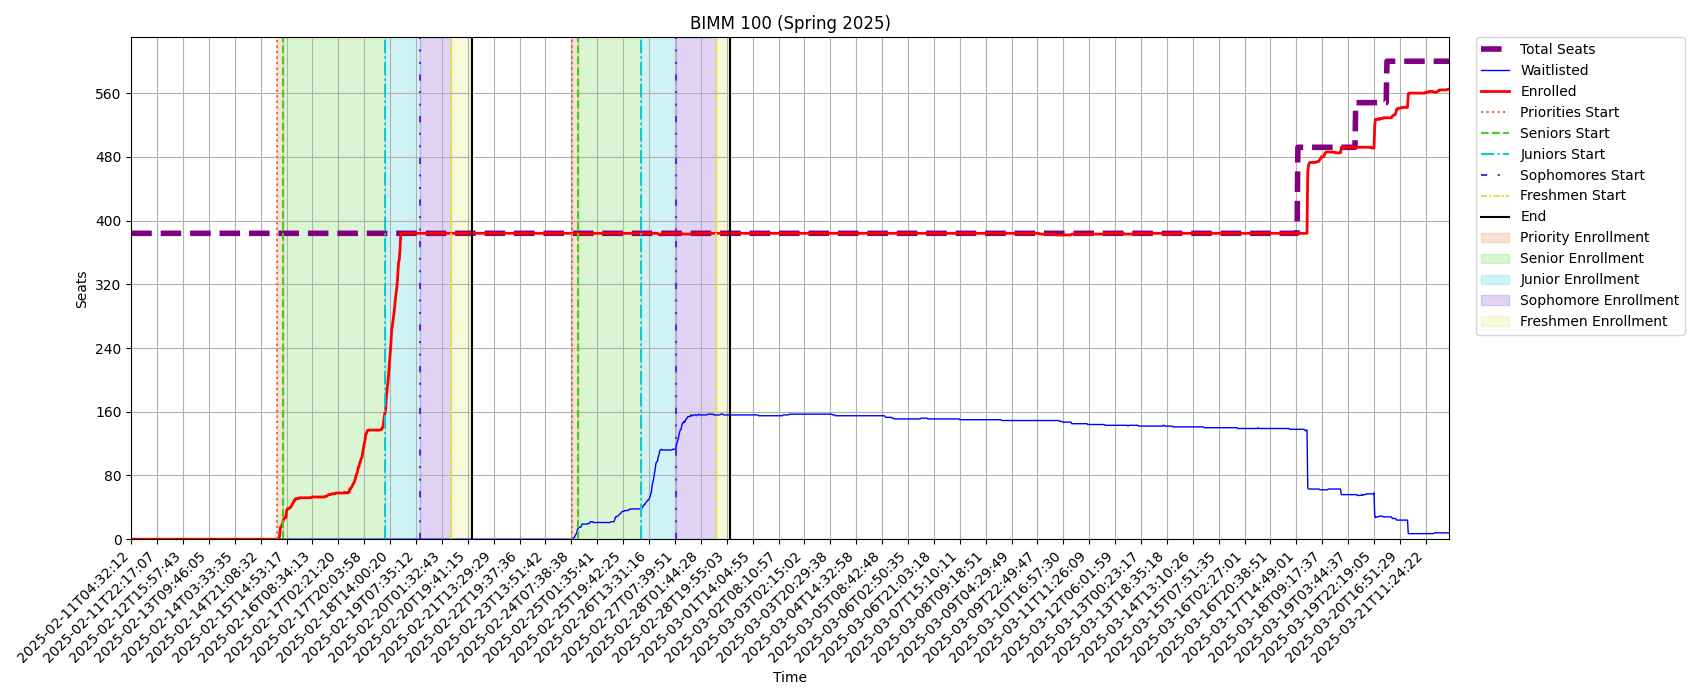 BIMM 100 (Spring 2025)
Seats
560
480
400
320
240
160
80
0
2025-02-11T04:32:12
2025-02-11T22:17:07
2025-02-12T15:57:43
2025-02-13T09:46:05
2025-02-14T03:33:35
2025-02-14T21:08:32
2025-02-15T14:53:17
2025-02-16T08:34:13
2025-02-17T02:21:20
2025-02-17T20:03:58
2025-02-18T14:00:20
2025-02-19T07:35:12
2025-02-20T01:32:43
2025-02-20T19:41:15
2025-02-21T13:29:29
2025-02-22T19:37:36
2025-02-23T13:51:42
2025-02-24T07:38:38
2025-02-25T01:35:41
2025-02-25T19:42:25
2025-02-26T13:31:16
2025-02-27T07:39:51
2025-02-28T01:44:28
2025-02-28T19:55:03
2025-03-01T14:04:55
2025-03-02T08:10:57
2025-03-03T02:15:02
2025-03-03T20:29:38
2025-03-04T14:32:58
2025-03-05T08:42:48
2025-03-06T02:50:35
2025-03-06T21:03:18
2025-03-07T15:10:11
2025-03-08T09:18:51
2025-03-09T04:29:49
2025-03-09T22:49:47
2025-03-10T16:57:30
2025-03-11T11:26:09
2025-03-12T06:01:59
2025-03-13T00:23:17
2025-03-13T18:35:18
2025-03-14T13:10:26
2025-03-15T07:51:35
2025-03-16T02:27:01
2025-03-16T20:38:51
2025-03-17T14:49:01
2025-03-18T09:17:37
2025-03-19T03:44:37
2025-03-19T22:19:05
2025-03-20T16:51:29
2025-03-21T11:24:22
Time
Total Seats
Waitlisted
Enrolled
Priorities Start
Seniors Start
Juniors Start
Sophomores Start
Freshmen Start
End
Priority Enrollment
Senior Enrollment
Junior Enrollment
Sophomore Enrollment
Freshmen Enrollment